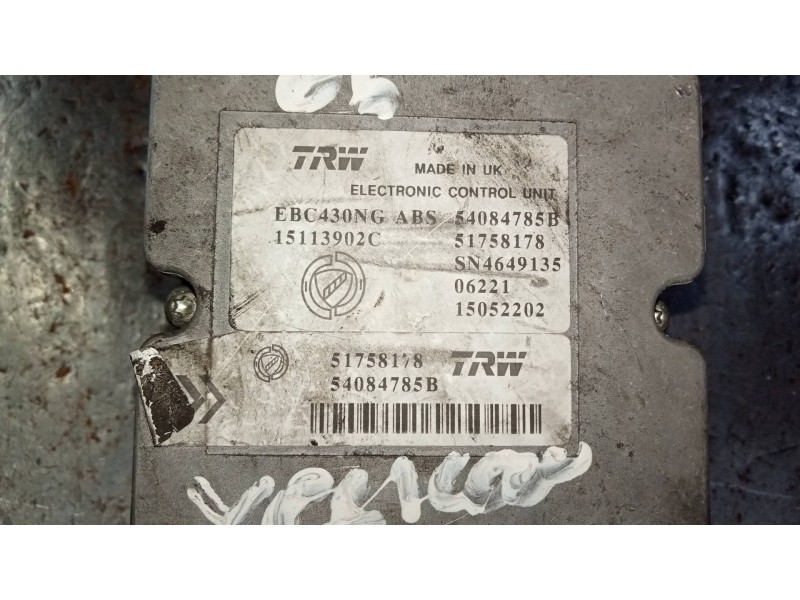 TRW MADE IN UK
ELECTRONIC CONTROL UNIT
EBC430NG ABS 54084785B
15113902C 51758178
SN4649135
06221
15052202
51758178 TRW
54084785B